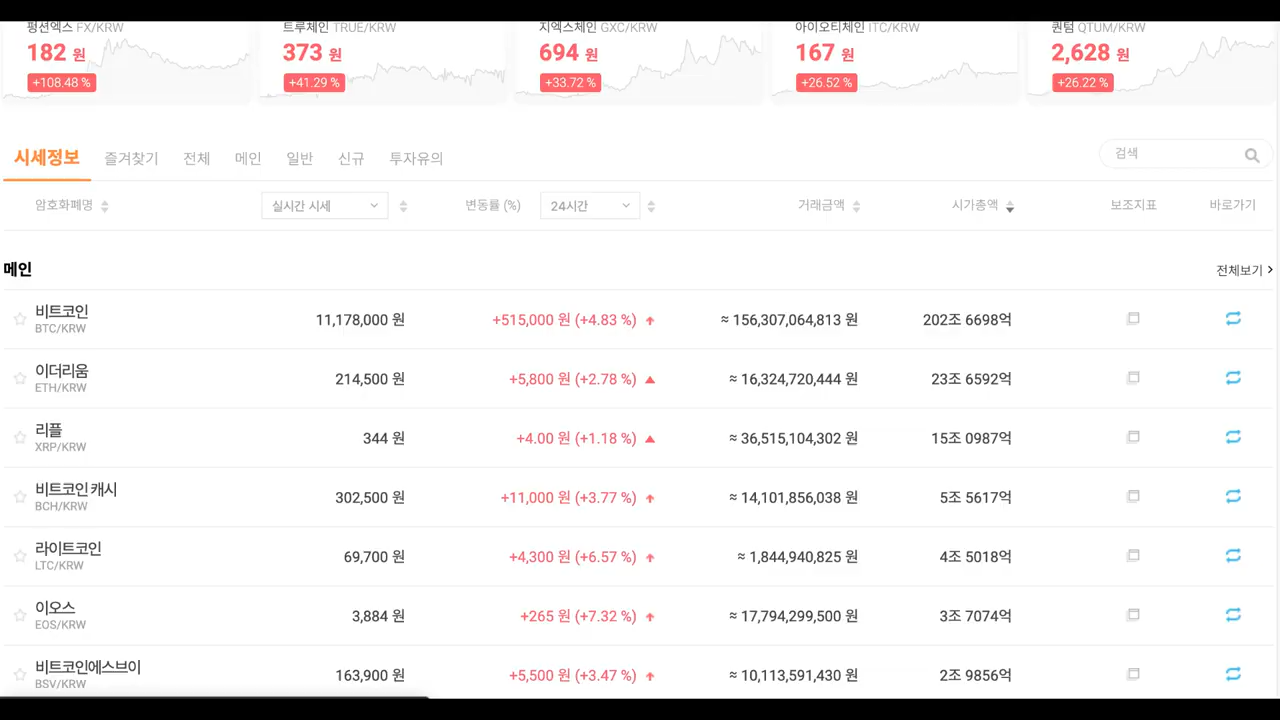 펑션엑스 FX/KRW 트루체인 TRUE/KRW 지엑스체인 GXC/KRW 아이오티체인 ITC/KRW 퀀텀 QTUM/KRW
182 원 373 원 694 원 167 원 2,628 원
+108.48 % +41.29 % +33.72 % +26.52 % +26.22 %
시세정보 즐겨찾기 전체 메인 일반 신규 투자유의 검색
암호화폐명 실시간 시세 변동률 (%) 24시간 거래금액 시가총액 보조지표 바로가기
메인 전체보기
비트코인 11,178,000 원 +515,000 원 (+4.83 %) ≈ 156,307,064,813 원 202조 6698억
BTC/KRW
이더리움 214,500 원 +5,800 원 (+2.78 %) ≈ 16,324,720,444 원 23조 6592억
ETH/KRW
리플 344 원 +4.00 원 (+1.18 %) ≈ 36,515,104,302 원 15조 0987억
XRP/KRW
비트코인 캐시 302,500 원 +11,000 원 (+3.77 %) ≈ 14,101,856,038 원 5조 5617억
BCH/KRW
라이트코인 69,700 원 +4,300 원 (+6.57 %) ≈ 1,844,940,825 원 4조 5018억
LTC/KRW
이오스 3,884 원 +265 원 (+7.32 %) ≈ 17,794,299,500 원 3조 7074억
EOS/KRW
비트코인에스브이 163,900 원 +5,500 원 (+3.47 %) ≈ 10,113,591,430 원 2조 9856억
BSV/KRW